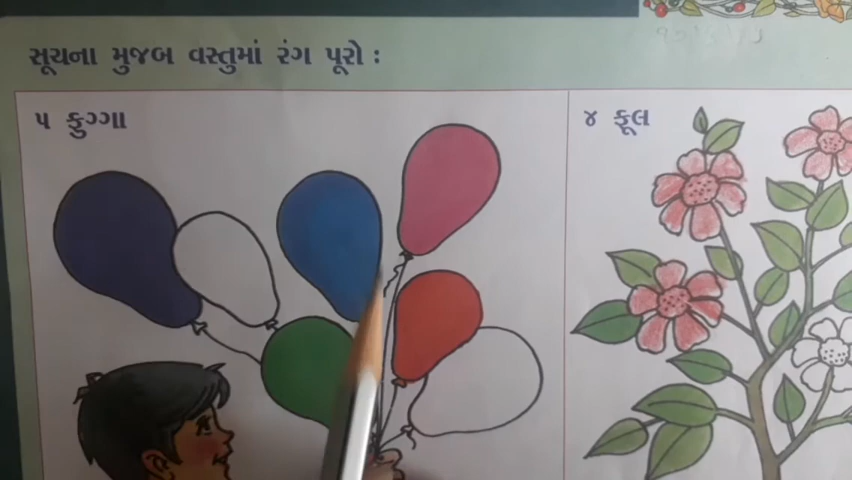 સૂચના મુજબ વસ્તુમાં રંગ પૂરો :
૫ ફુગ્ગા
૪ ફૂલ